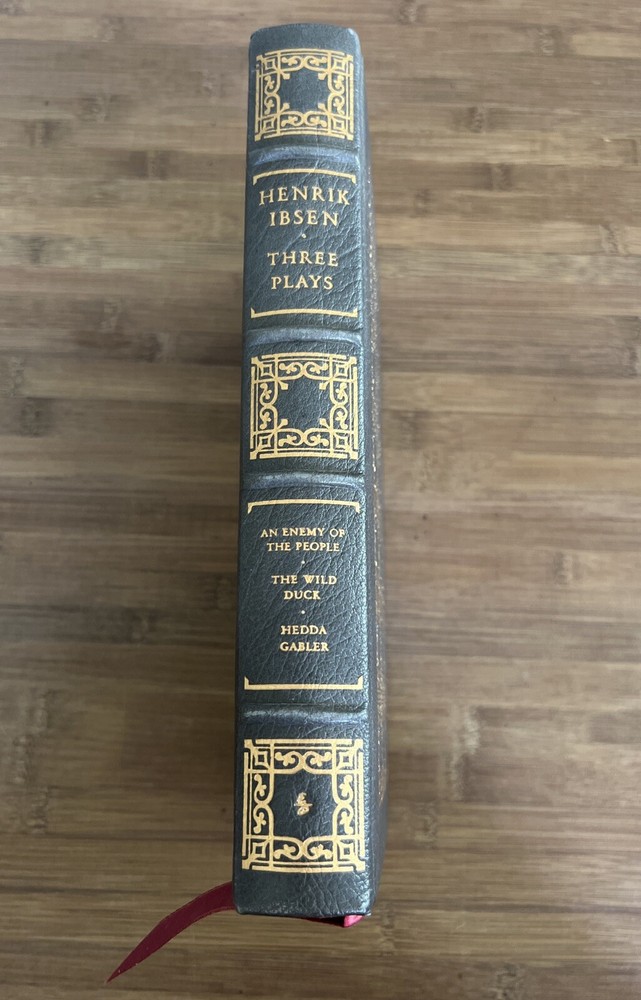 HENRIK
IBSEN
THREE
PLAYS
AN ENEMY OF
THE PEOPLE
THE WILD
DUCK
HEDDA
GABLER